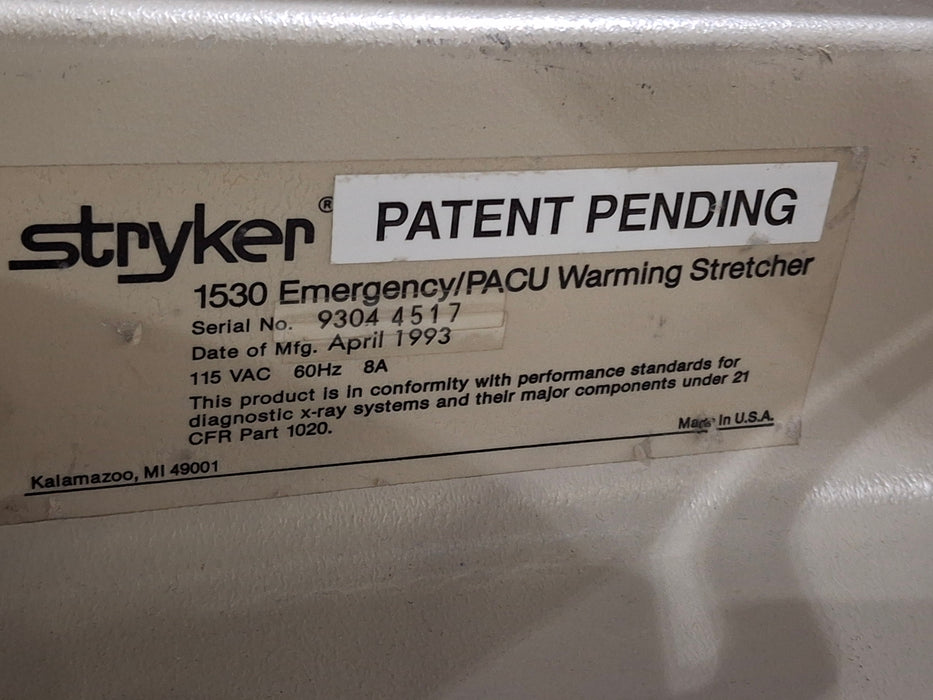 stryker®
PATENT PENDING
1530 Emergency/PACU Warming Stretcher
Serial No. 9304 4517
Date of Mfg. April 1993
115 VAC 60Hz 8A
This product is in conformity with performance standards for
diagnostic x-ray systems and their major components under 21
CFR Part 1020.
Made In U.S.A.
Kalamazoo, MI 49001